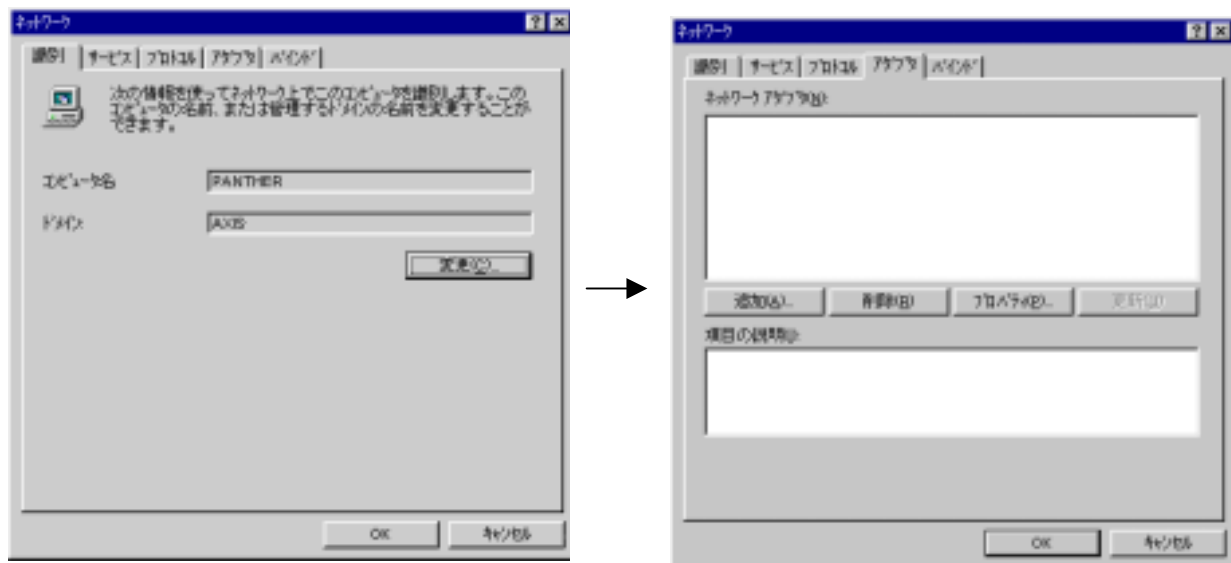 ネットワーク
識別 サービス プロトコル アダプタ バインド
次の情報を使ってネットワーク上でこのコンピュータを識別します。この
コンピュータの名前、または管理するドメインの名前を変更することが
できます。
コンピュータ名:
PANTHER
ドメイン:
AXIS
変更(C)...
OK キャンセル
ネットワーク
識別 サービス プロトコル アダプタ バインド
ネットワーク アダプタ(N):
追加(A)... 削除(R) プロパティ(P)... 更新(U)
項目の説明(I):
OK キャンセル